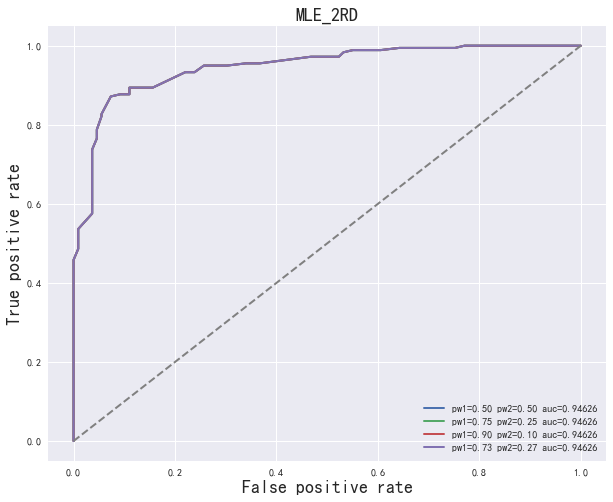 MLE_2RD
True positive rate
1.0
0.8
0.6
0.4
0.2
0.0
pw1=0.50 pw2=0.50 auc=0.94626
pw1=0.75 pw2=0.25 auc=0.94626
pw1=0.90 pw2=0.10 auc=0.94626
pw1=0.73 pw2=0.27 auc=0.94626
0.0 0.2 0.4 0.6 0.8 1.0
False positive rate